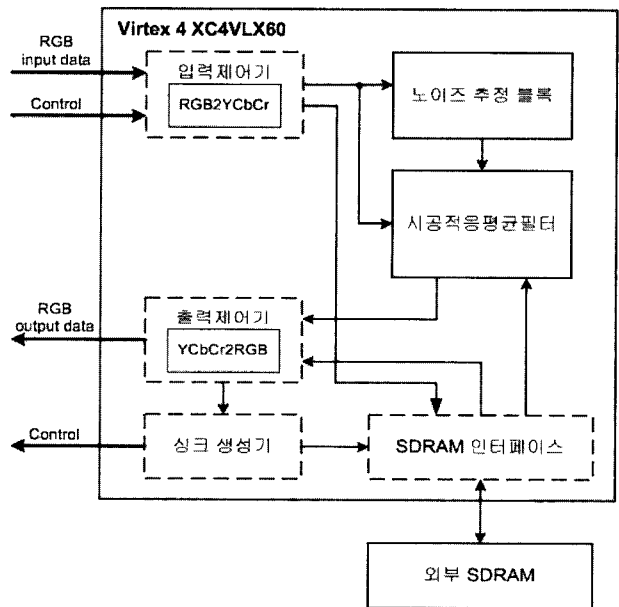 Virtex 4 XC4VLX60
RGB
input data
Control
입력제어기
RGB2YCbCr
노이즈 추정 블록
시공적응평균필터
RGB
output data
출력제어기
YCbCr2RGB
Control
싱크 생성기
SDRAM 인터페이스
외부 SDRAM